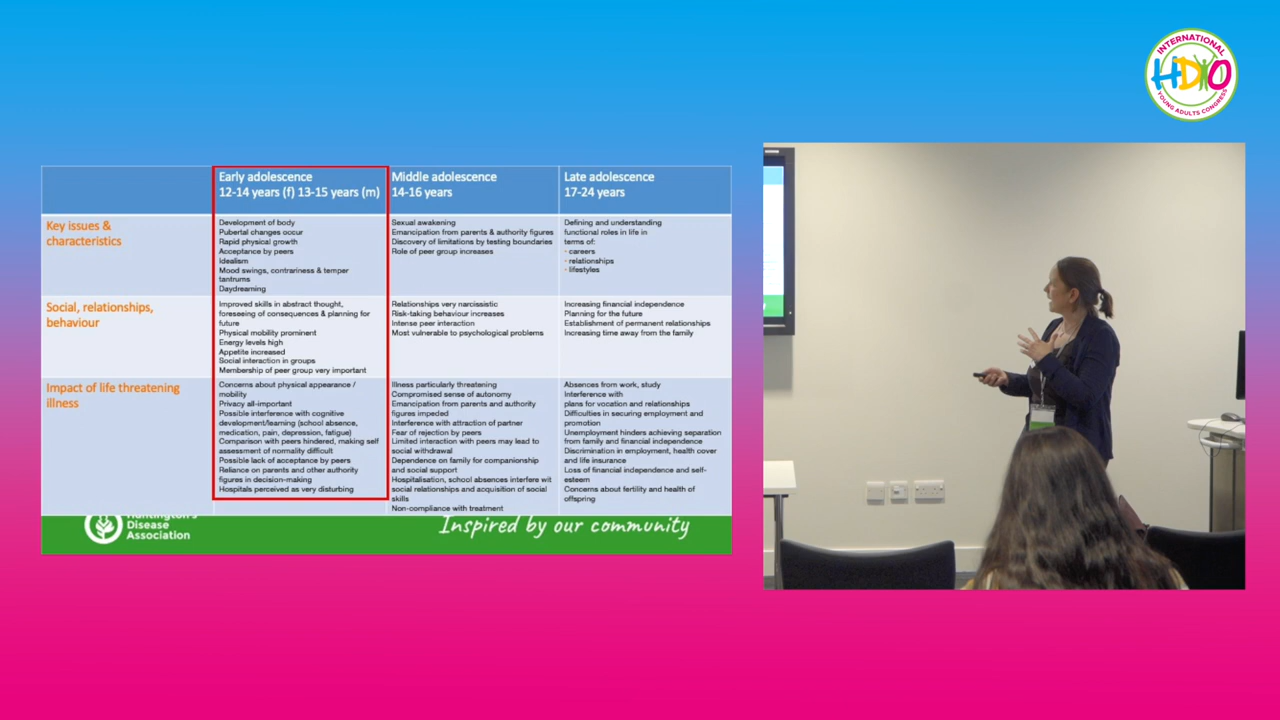 INTERNATIONAL
HDYO
YOUNG ADULTS CONGRESS
Early adolescence
12-14 years (f) 13-15 years (m)
Middle adolescence
14-16 years
Late adolescence
17-24 years
Key issues &
characteristics
Development of body
Pubertal changes occur
Rapid physical growth
Acceptance by peers
Idealism
Mood swings, contrariness & temper
tantrums
Daydreaming
Sexual awakening
Emancipation from parents & authority figures
Discovery of limitations by testing boundaries
Role of peer group increases
Defining and understanding
functional roles in life in
terms of:
- careers
- relationships
- lifestyles
Social, relationships,
behaviour
Improved skills in abstract thought,
foreseeing of consequences & planning for
future
Physical mobility prominent
Energy levels high
Appetite increased
Social interaction in groups
Membership of peer group very important
Relationships very narcissistic
Risk-taking behaviour increases
Intense peer interaction
Most vulnerable to psychological problems
Increasing financial independence
Planning for the future
Establishment of permanent relationships
Increasing time away from the family
Impact of life threatening
illness
Concerns about physical appearance /
mobility
Privacy all-important
Possible interference with cognitive
development/learning (school absence,
medication, pain, depression, fatigue)
Comparison with peers hindered, making self
assessment of normality difficult
Possible lack of acceptance by peers
Reliance on parents and other authority
figures in decision-making
Hospitals perceived as very disturbing
Illness particularly threatening
Compromised sense of autonomy
Emancipation from parents and authority
figures impeded
Interference with attraction of partner
Fear of rejection by peers
Limited interaction with peers may lead to
social withdrawal
Dependence on family for companionship
and social support
Hospitalisation, school absences interfere wit
social relationships and acquisition of social
skills
Non-compliance with treatment
Absences from work, study
Interference with
plans for vocation and relationships
Difficulties in securing employment and
promotion
Unemployment hinders achieving separation
from family and financial independence
Discrimination in employment, health cover
and life insurance
Loss of financial independence and self-
esteem
Concerns about fertility and health of
offspring
Huntington's
Disease
Association
Inspired by our community